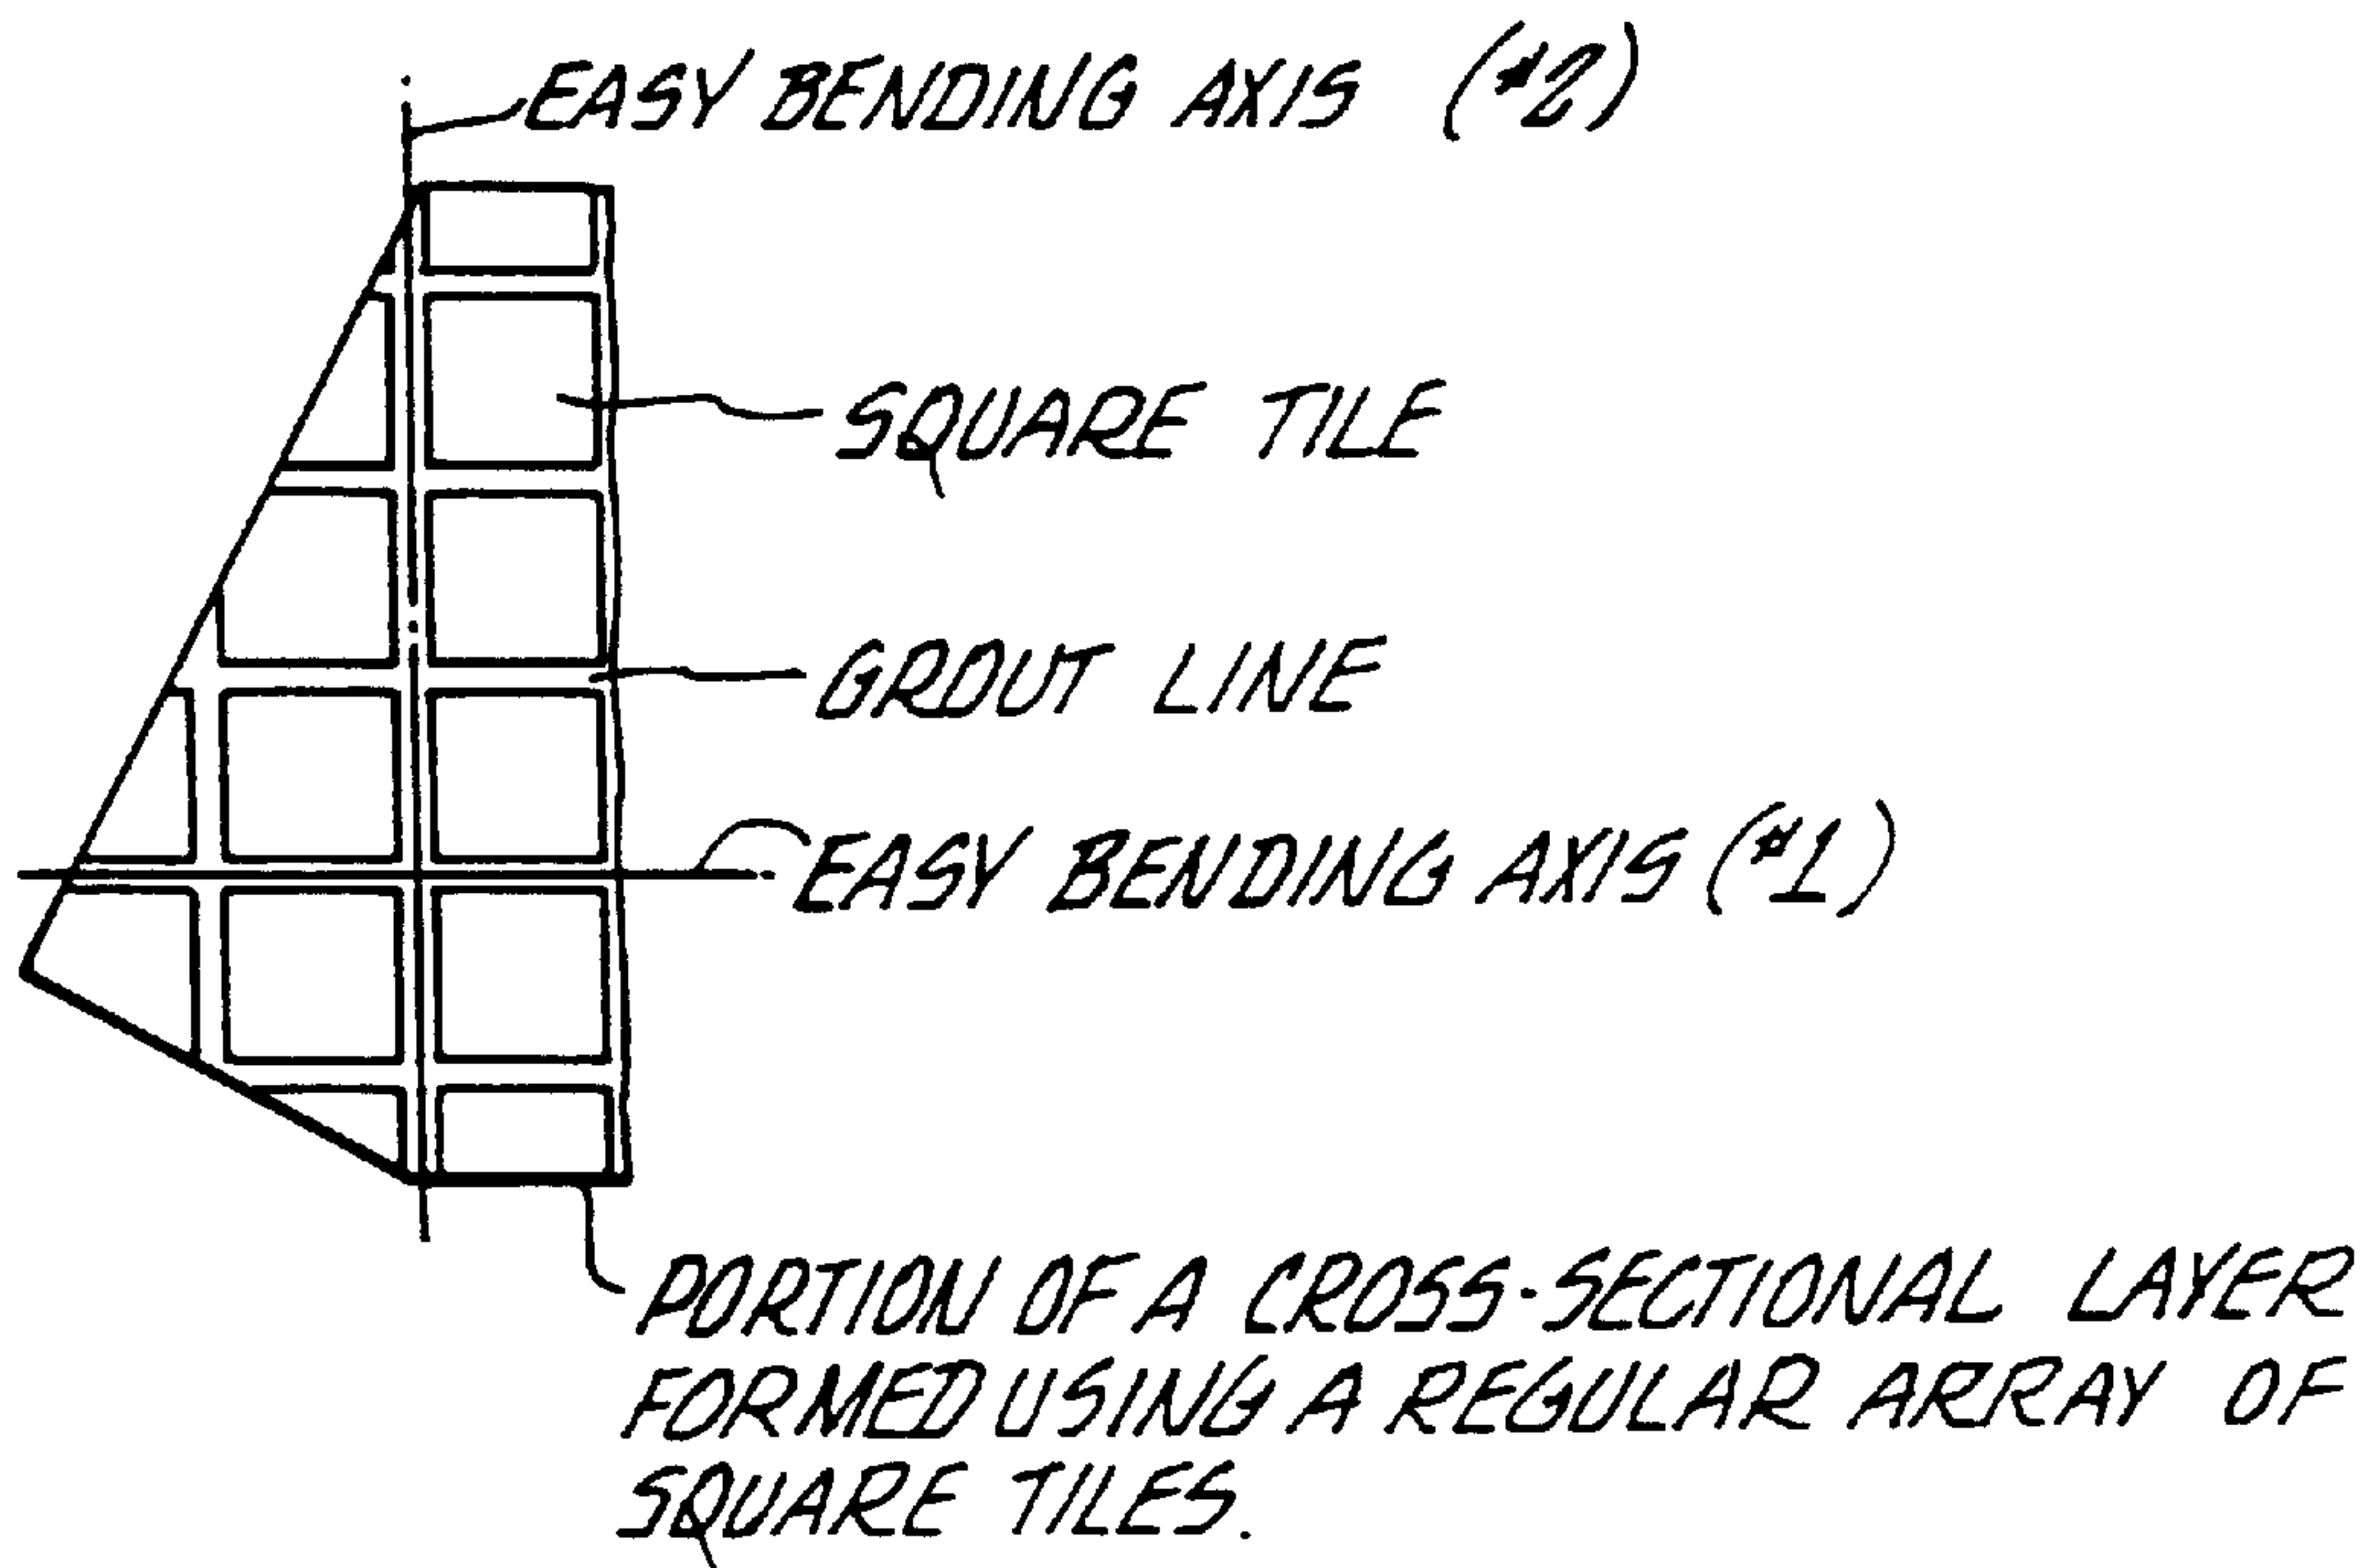 EASY BENDING AXIS (#2)
SQUARE TILE
GROUT LINE
EASY BENDING AXIS (#1)
PORTION OF A CROSS-SECTIONAL LAYER
FORMED USING A REGULAR ARRAY OF
SQUARE TILES.